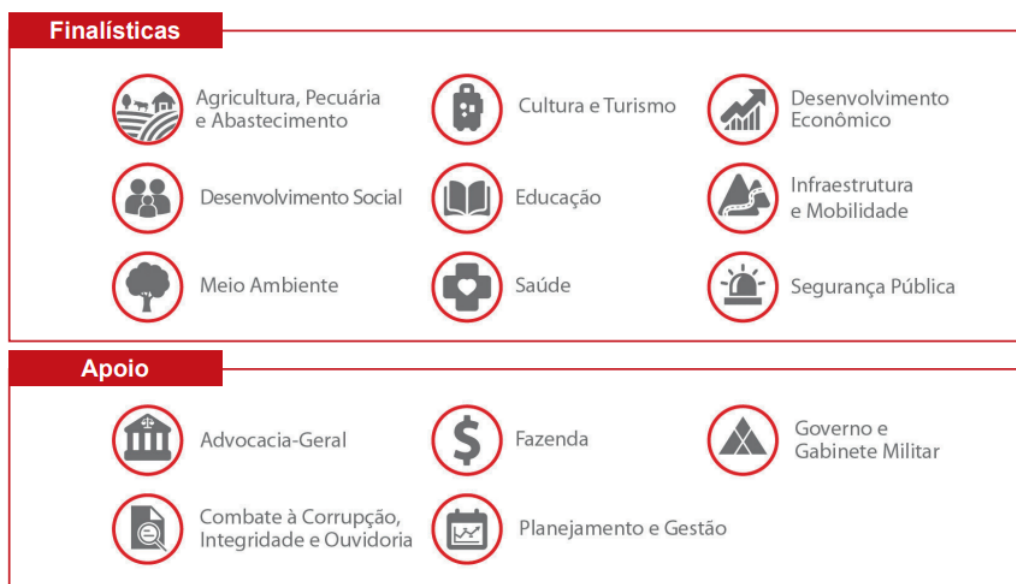 Finalísticas
Agricultura, Pecuária
e Abastecimento
Cultura e Turismo
Desenvolvimento
Econômico
Desenvolvimento Social
Educação
Infraestrutura
e Mobilidade
Meio Ambiente
Saúde
Segurança Pública
Apoio
Advocacia-Geral
Fazenda
Governo e
Gabinete Militar
Combate à Corrupção,
Integridade e Ouvidoria
Planejamento e Gestão